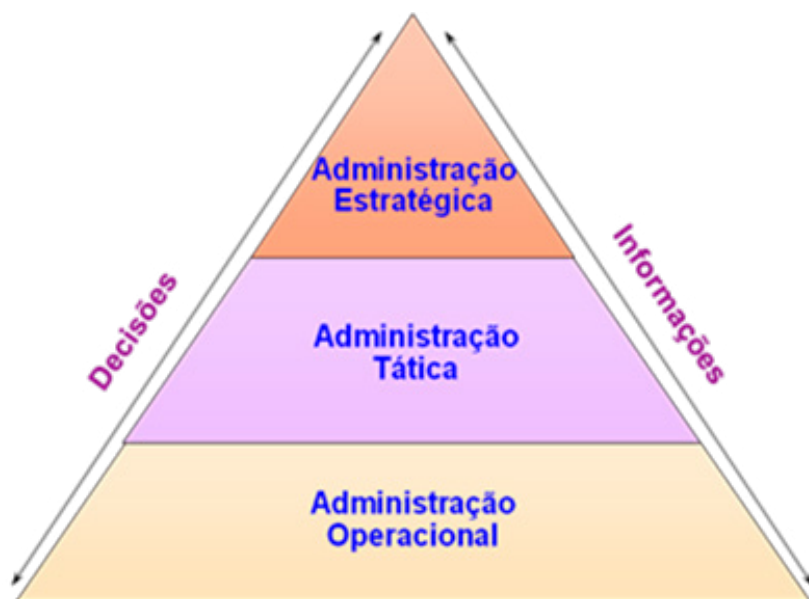 Administração
Estratégica
Decisões
Informações
Administração
Tática
Administração
Operacional